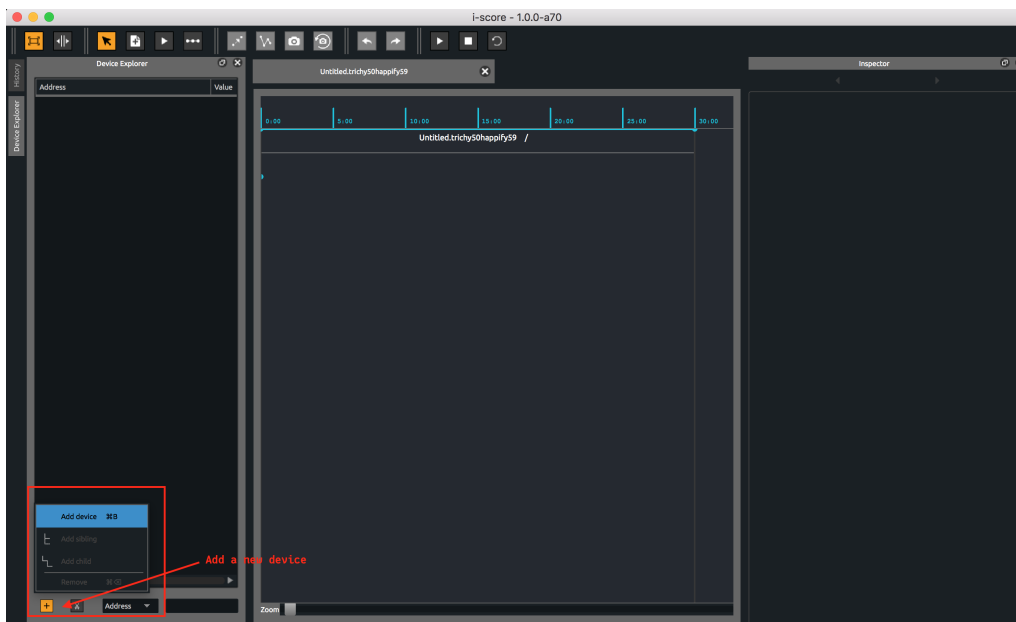 i-score - 1.0.0-a70
History
Device Explorer
Device Explorer
Address Value
Untitled.trichy50happify59
Inspector
0:00 5:00 10:00 15:00 20:00 25:00 30:00
Untitled.trichy50happify59 /
Add device ⌘B
Add sibling
Add child
Remove ⌘⌫
Add a new device
Address
Zoom